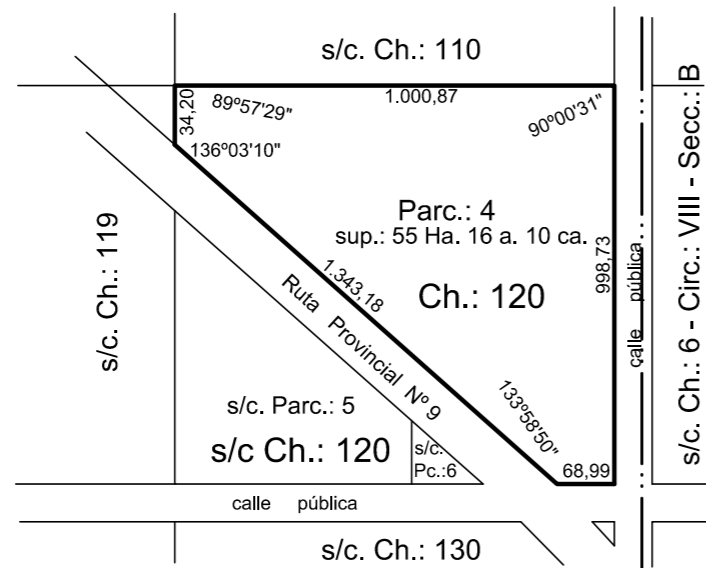 s/c. Ch.: 110
1.000,87
34,20
89º57'29"
90º00'31"
136º03'10"
Parc.: 4
sup.: 55 Ha. 16 a. 10 ca.
Ch.: 120
998,73
calle pública
s/c. Ch.: 6 - Circ.: VIII - Secc.: B
s/c. Ch.: 119
1.343,18
Ruta Provincial Nº 9
133º58'50"
68,99
s/c. Parc.: 5
s/c Ch.: 120
s/c.
Pc.:6
calle pública
s/c. Ch.: 130